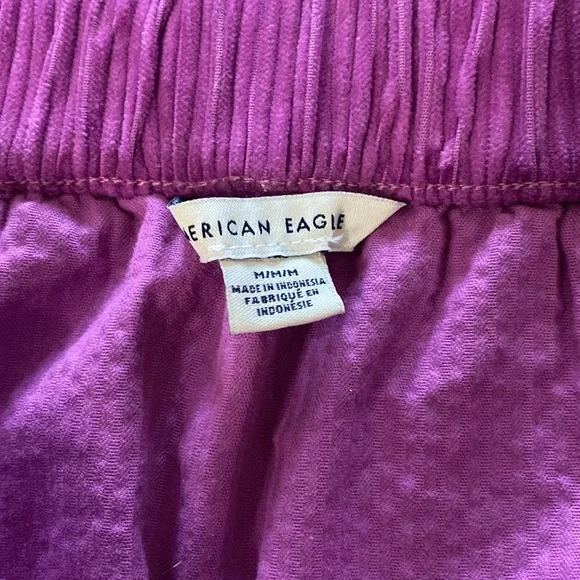 ERICAN EAGLE
M/M/M
MADE IN INDONESIA
FABRIQUÉ EN
INDONÉSIE